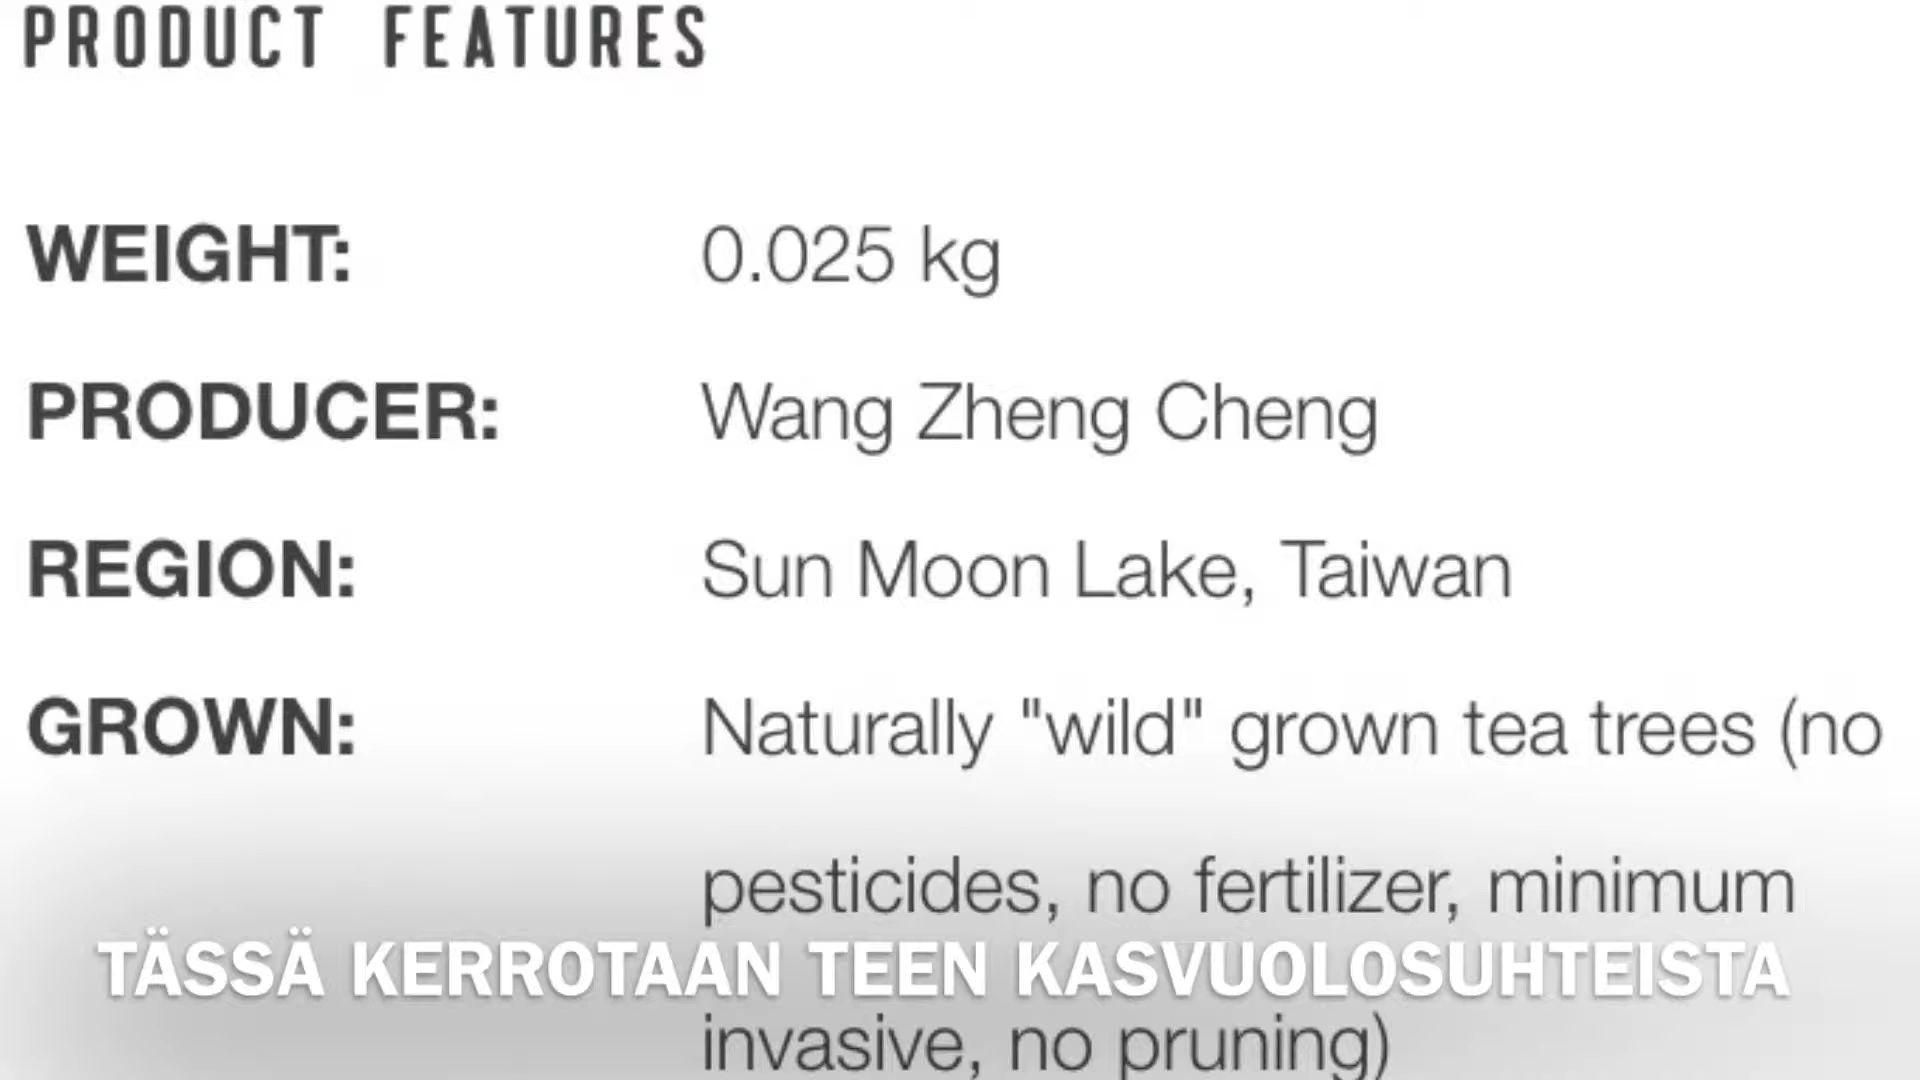 PRODUCT FEATURES
WEIGHT: 0.025 kg
PRODUCER: Wang Zheng Cheng
REGION: Sun Moon Lake, Taiwan
GROWN: Naturally "wild" grown tea trees (no
pesticides, no fertilizer, minimum
TÄSSÄ KERROTAAN TEEN KASVUOLOSUHTEISTA
invasive, no pruning)